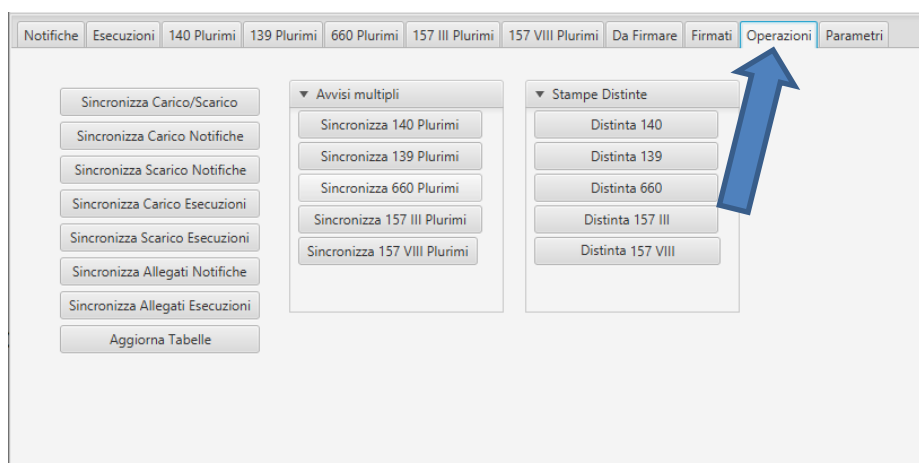 Notifiche Esecuzioni 140 Plurimi 139 Plurimi 660 Plurimi 157 III Plurimi 157 VIII Plurimi Da Firmare Firmati Operazioni Parametri
Sincronizza Carico/Scarico
Sincronizza Carico Notifiche
Sincronizza Scarico Notifiche
Sincronizza Carico Esecuzioni
Sincronizza Scarico Esecuzioni
Sincronizza Allegati Notifiche
Sincronizza Allegati Esecuzioni
Aggiorna Tabelle
Avvisi multipli
Sincronizza 140 Plurimi
Sincronizza 139 Plurimi
Sincronizza 660 Plurimi
Sincronizza 157 III Plurimi
Sincronizza 157 VIII Plurimi
Stampe Distinte
Distinta 140
Distinta 139
Distinta 660
Distinta 157 III
Distinta 157 VIII